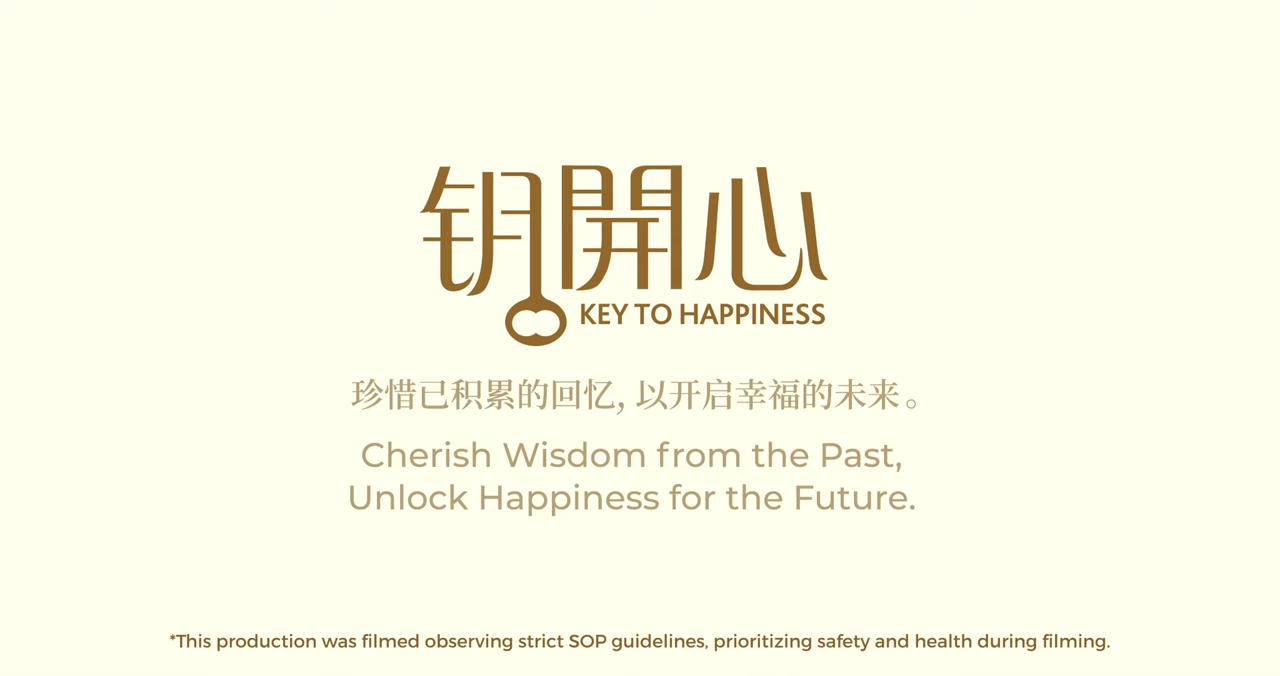 钥開心
KEY TO HAPPINESS
珍惜已积累的回忆, 以开启幸福的未来。
Cherish Wisdom from the Past,
Unlock Happiness for the Future.
*This production was filmed observing strict SOP guidelines, prioritizing safety and health during filming.